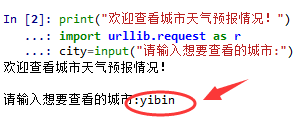 In [2]: print("欢迎查看城市天气预报情况！")
...: import urllib.request as r
...: city=input("请输入想要查看的城市:")
欢迎查看城市天气预报情况！
请输入想要查看的城市:yibin